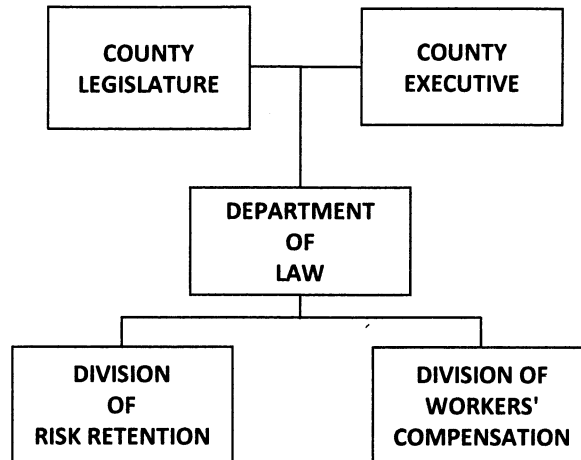 COUNTY
LEGISLATURE
COUNTY
EXECUTIVE
DEPARTMENT
OF
LAW
DIVISION
OF
RISK RETENTION
DIVISION OF
WORKERS'
COMPENSATION